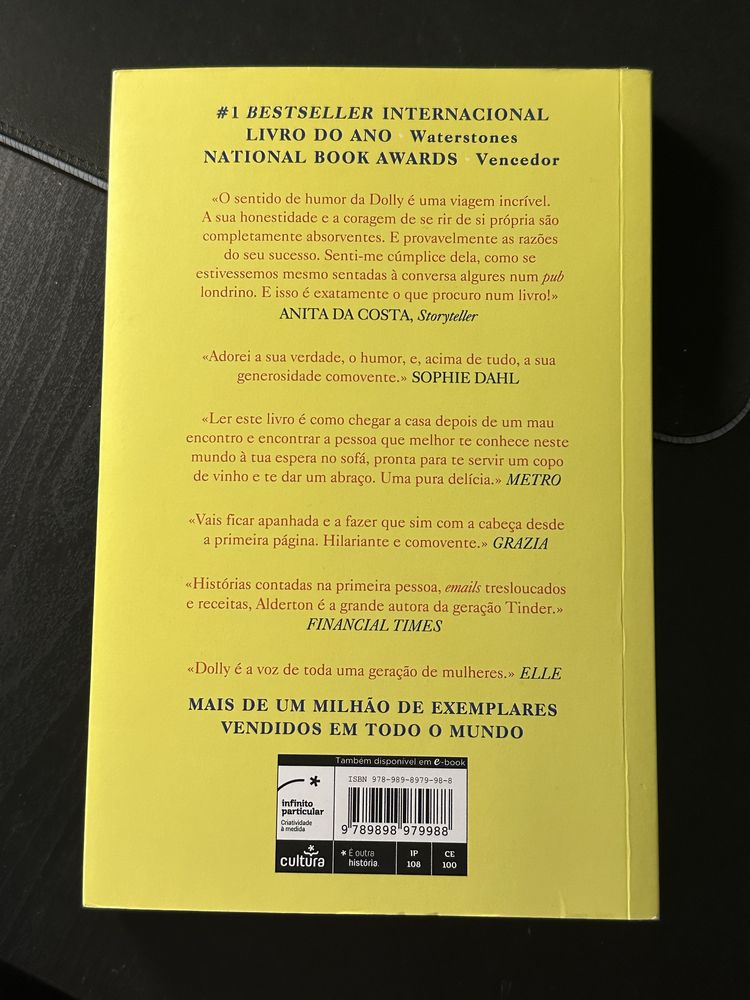 #1 BESTSELLER INTERNACIONAL
LIVRO DO ANO · Waterstones
NATIONAL BOOK AWARDS · Vencedor
«O sentido de humor da Dolly é uma viagem incrível.
A sua honestidade e a coragem de se rir de si própria são
completamente absorventes. E provavelmente as razões
do seu sucesso. Senti-me cúmplice dela, como se
estivessemos mesmo sentadas à conversa algures num pub
londrino. E isso é exatamente o que procuro num livro!»
ANITA DA COSTA, Storyteller
«Adorei a sua verdade, o humor, e, acima de tudo, a sua
generosidade comovente.» SOPHIE DAHL
«Ler este livro é como chegar a casa depois de um mau
encontro e encontrar a pessoa que melhor te conhece neste
mundo à tua espera no sofá, pronta para te servir um copo
de vinho e te dar um abraço. Uma pura delícia.» METRO
«Vais ficar apanhada e a fazer que sim com a cabeça desde
a primeira página. Hilariante e comovente.» GRAZIA
«Histórias contadas na primeira pessoa, emails tresloucados
e receitas, Alderton é a grande autora da geração Tinder.»
FINANCIAL TIMES
«Dolly é a voz de toda uma geração de mulheres.» ELLE
MAIS DE UM MILHÃO DE EXEMPLARES
VENDIDOS EM TODO O MUNDO
Também disponível em e-book
infinito
particular
Criatividade
à medida
ISBN 978-989-8979-98-8
9 789898 979988
cultura
* É outra
história.
IP
108
CE
100